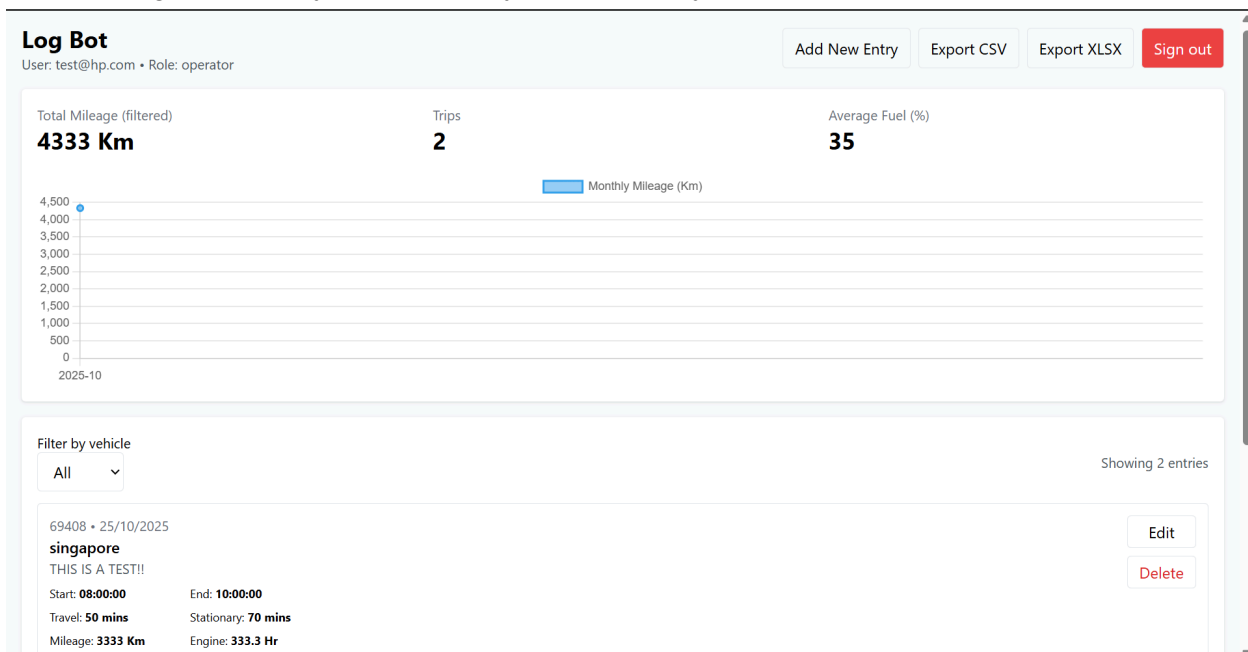 Log Bot
User: test@hp.com • Role: operator
Add New Entry
Export CSV
Export XLSX
Sign out
Total Mileage (filtered)
4333 Km
Trips
2
Average Fuel (%)
35
Monthly Mileage (Km)
4,500
4,000
3,500
3,000
2,500
2,000
1,500
1,000
500
0
2025-10
Filter by vehicle
All
Showing 2 entries
69408 • 25/10/2025
singapore
THIS IS A TEST!!
Start: 08:00:00 End: 10:00:00
Travel: 50 mins Stationary: 70 mins
Mileage: 3333 Km Engine: 333.3 Hr
Edit
Delete